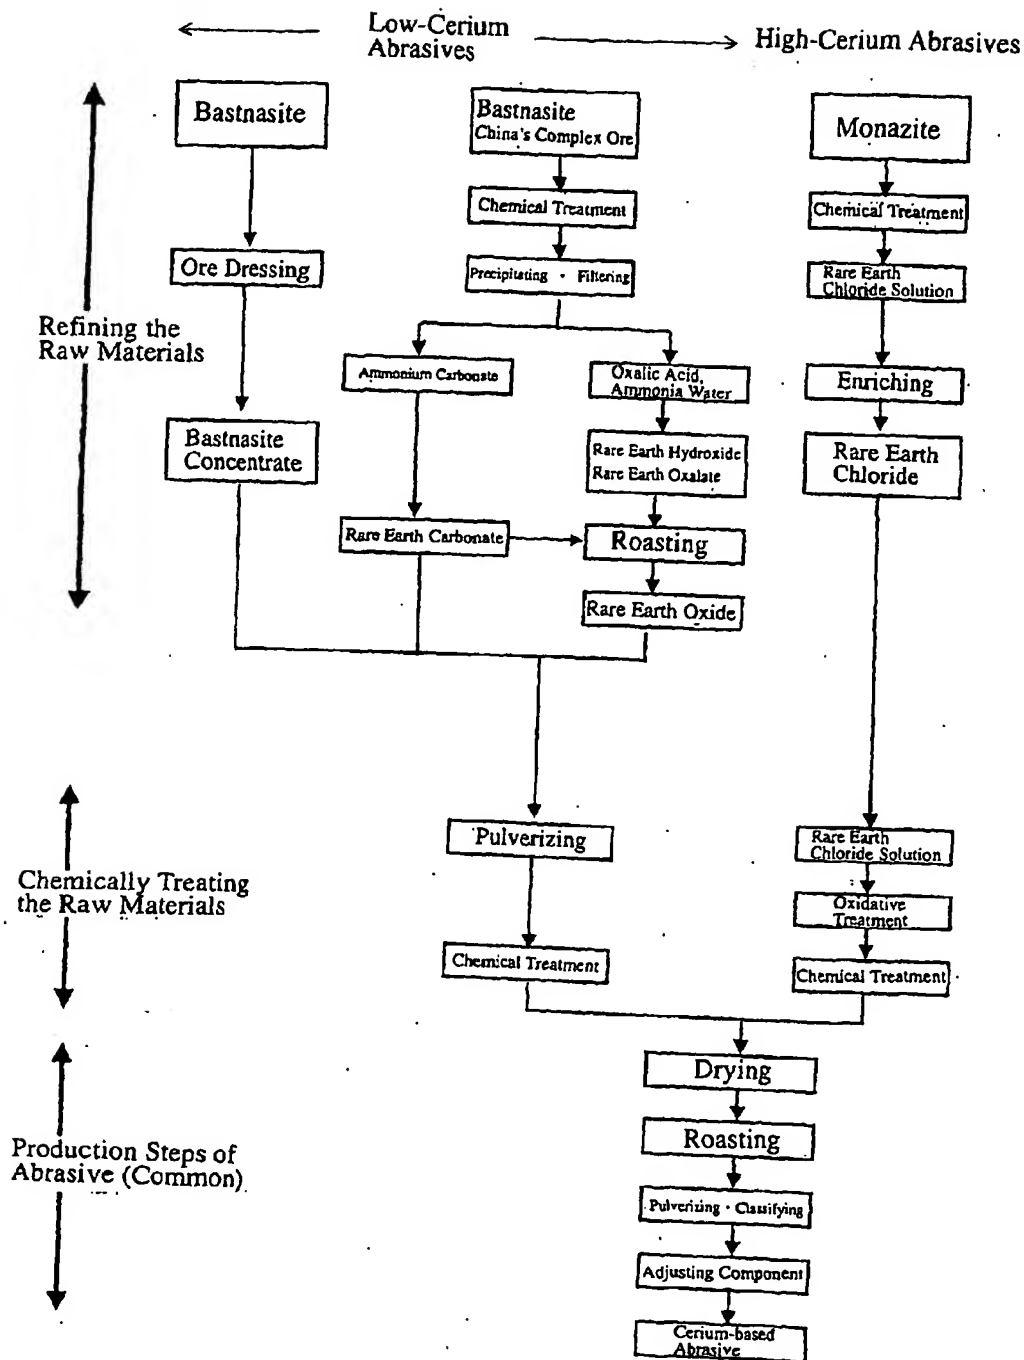 Low-Cerium
Abrasives
High-Cerium Abrasives
Bastnasite
Bastnasite
China's Complex Ore
Monazite
Chemical Treatment
Chemical Treatment
Ore Dressing
Precipitating · Filtering
Rare Earth
Chloride Solution
Refining the
Raw Materials
Ammonium Carbonate
Oxalic Acid,
Ammonia Water
Enriching
Bastnasite
Concentrate
Rare Earth Hydroxide
Rare Earth Oxalate
Rare Earth
Chloride
Rare Earth Carbonate
Roasting
Rare Earth Oxide
Pulverizing
Rare Earth
Chloride Solution
Chemically Treating
the Raw Materials
Oxidative
Treatment
Chemical Treatment
Chemical Treatment
Drying
Roasting
Production Steps of
Abrasive (Common)
Pulverizing · Classifying
Adjusting Component
Cerium-based
Abrasive